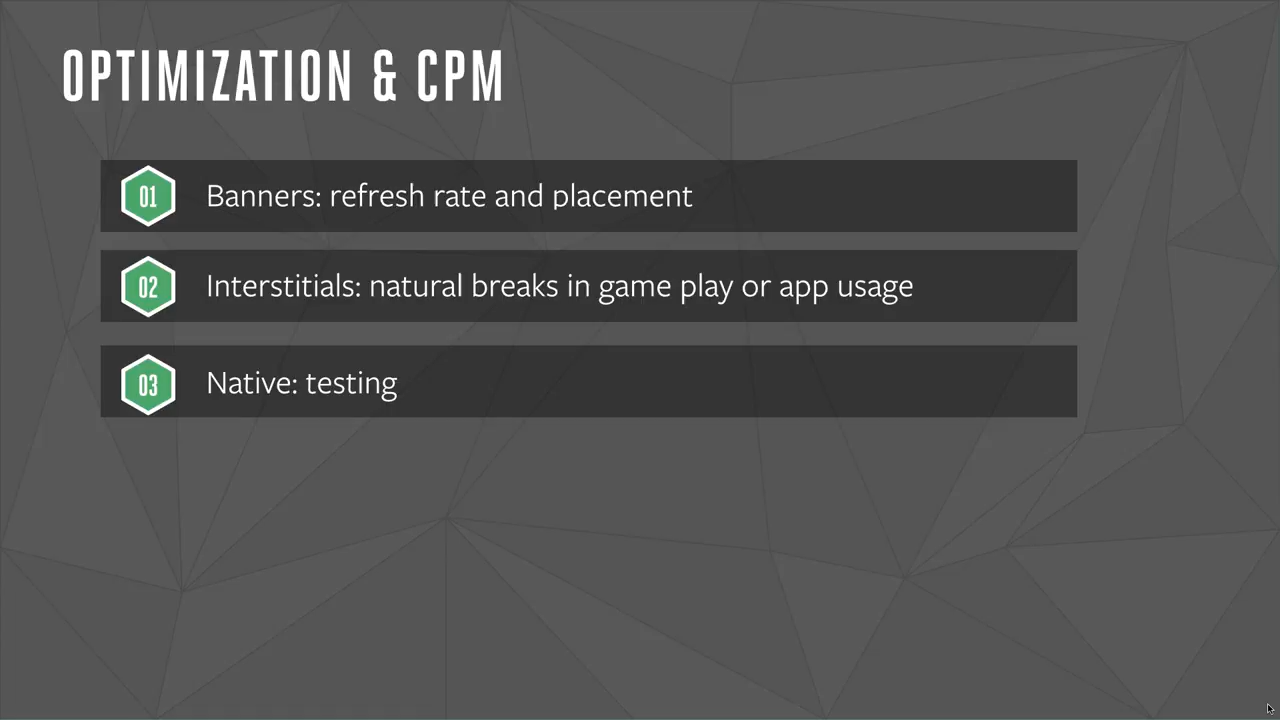 OPTIMIZATION & CPM
01 Banners: refresh rate and placement
02 Interstitials: natural breaks in game play or app usage
03 Native: testing